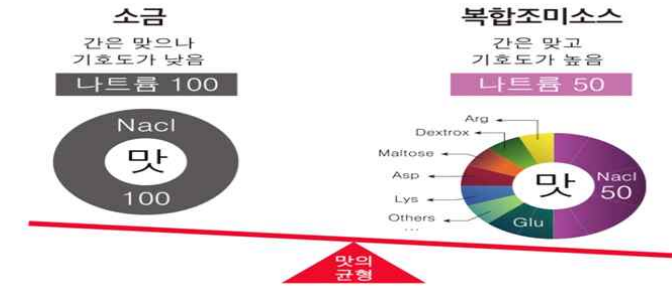 소금
간은 맞으나
기호도가 낮음
나트륨 100
Nacl
맛
100
복합조미소스
간은 맞고
기호도가 높음
나트륨 50
Arg
Dextrox
Maltose
Asp
Lys
Others
...
Glu
맛
Nacl
50
맛의
균형